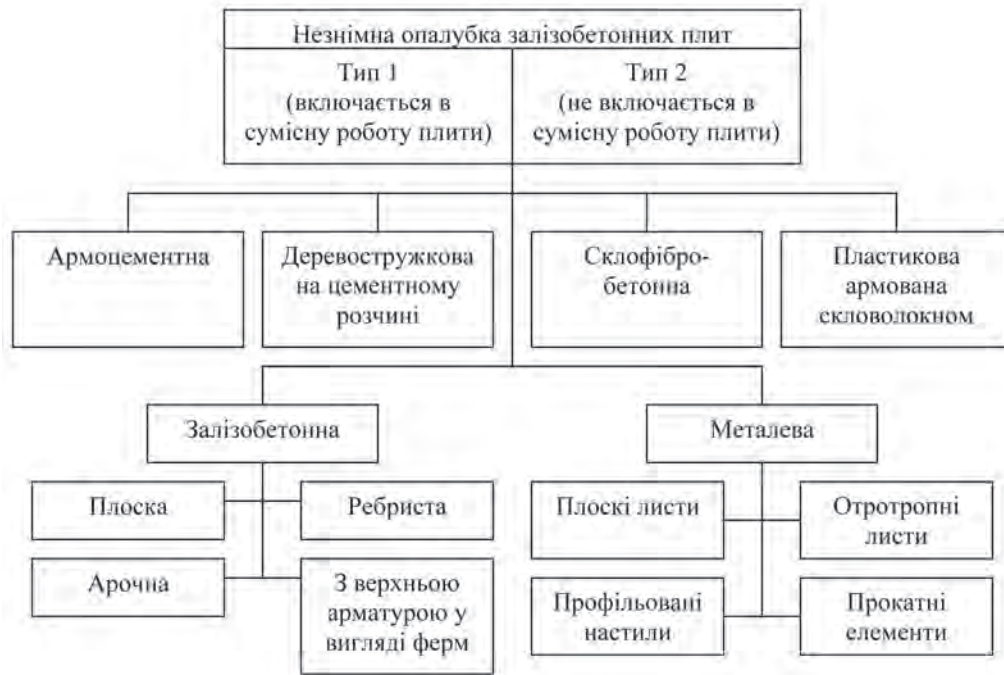 Незнімна опалубка залізобетонних плит
Тип 1
(включається в
сумісну роботу плити)
Тип 2
(не включається в
сумісну роботу плити)
Армоцементна
Деревостружкова
на цементному
розчині
Склофібро-
бетонна
Пластикова
армована
скловолокном
Залізобетонна
Металева
Плоска
Ребриста
Арочна
З верхньою
арматурою у
вигляді ферм
Плоскі листи
Отротропні
листи
Профільовані
настили
Прокатні
елементи